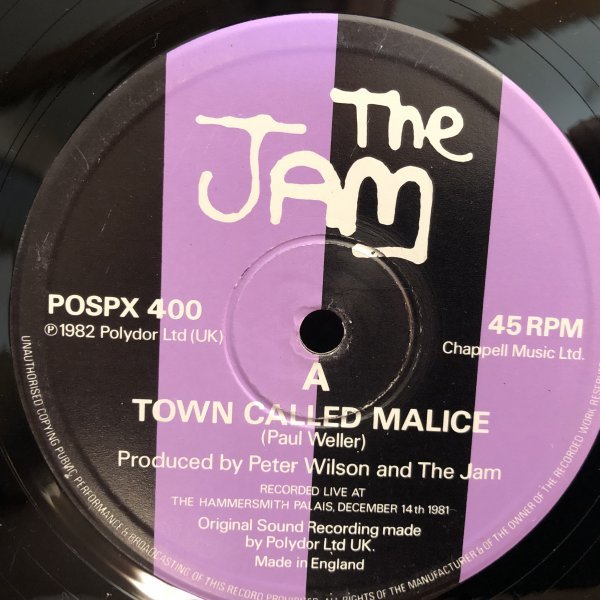 The
JAM
POSPX 400
℗1982 Polydor Ltd (UK)
45 RPM
Chappell Music Ltd.
A
TOWN CALLED MALICE
(Paul Weller)
Produced by Peter Wilson and The Jam
RECORDED LIVE AT
THE HAMMERSMITH PALAIS, DECEMBER 14th 1981
Original Sound Recording made
by Polydor Ltd UK.
Made in England
UNAUTHORISED COPYING PUBLIC PERFORMANCE & BROADCASTING OF THIS RECORD PROHIBITED. ALL RIGHTS OF THE MANUFACTURER & OF THE OWNER OF THE RECORDED WORK RESERVED